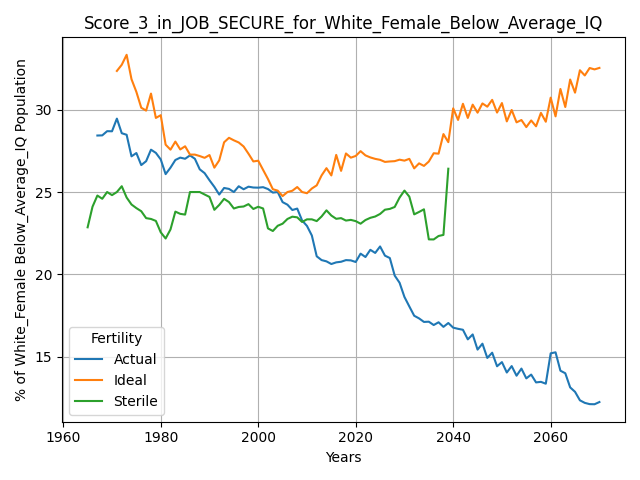 Score_3_in_JOB_SECURE_for_White_Female_Below_Average_IQ
% of White_Female Below_Average_IQ Population
30
25
20
15
Fertility
Actual
Ideal
Sterile
1960 1980 2000 2020 2040 2060
Years